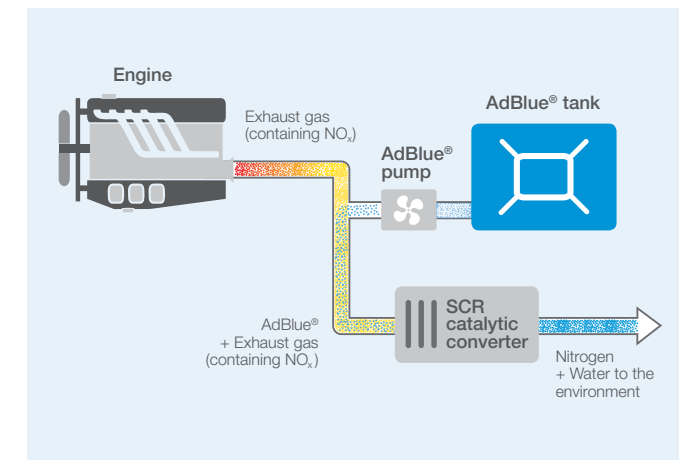 Engine
Exhaust gas
(containing NOₓ)
AdBlue® tank
AdBlue®
pump
AdBlue®
+ Exhaust gas
(containing NOₓ)
SCR
catalytic
converter
Nitrogen
+ Water to the
environment